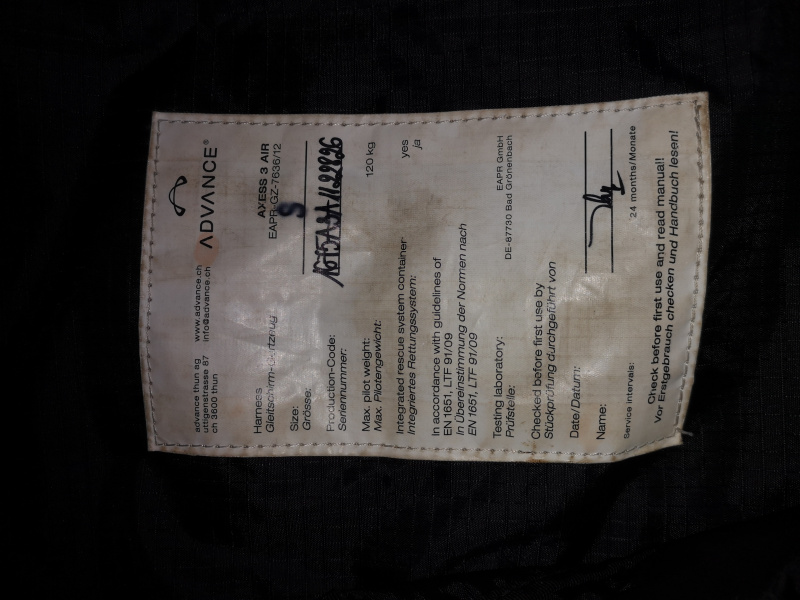 ADVANCE®
advance thun ag www.advance.ch
uttigenstrasse 87 info@advance.ch
ch 3600 thun
Harness AXESS 3 AIR
Gleitschirm-Gurtzeug EAPR-GZ-7636/12
Size: S
Grösse:
Production-Code:
Seriennummer:
Max. pilot weight: 120 kg
Max. Pilotengewicht:
Integrated rescue system container yes
Integriertes Rettungssystem: ja
In accordance with guidelines of
EN 1651, LTF 91/09
In Übereinstimmung der Normen nach
EN 1651, LTF 91/09
Testing laboratory: EAPR GmbH
Prüfstelle: DE-87730 Bad Grönenbach
Checked before first use by
Stückprüfung durchgeführt von
Date/Datum:
Name:
Service intervals: 24 months/Monate
Check before first use and read manual!
Vor Erstgebrauch checken und Handbuch lesen!